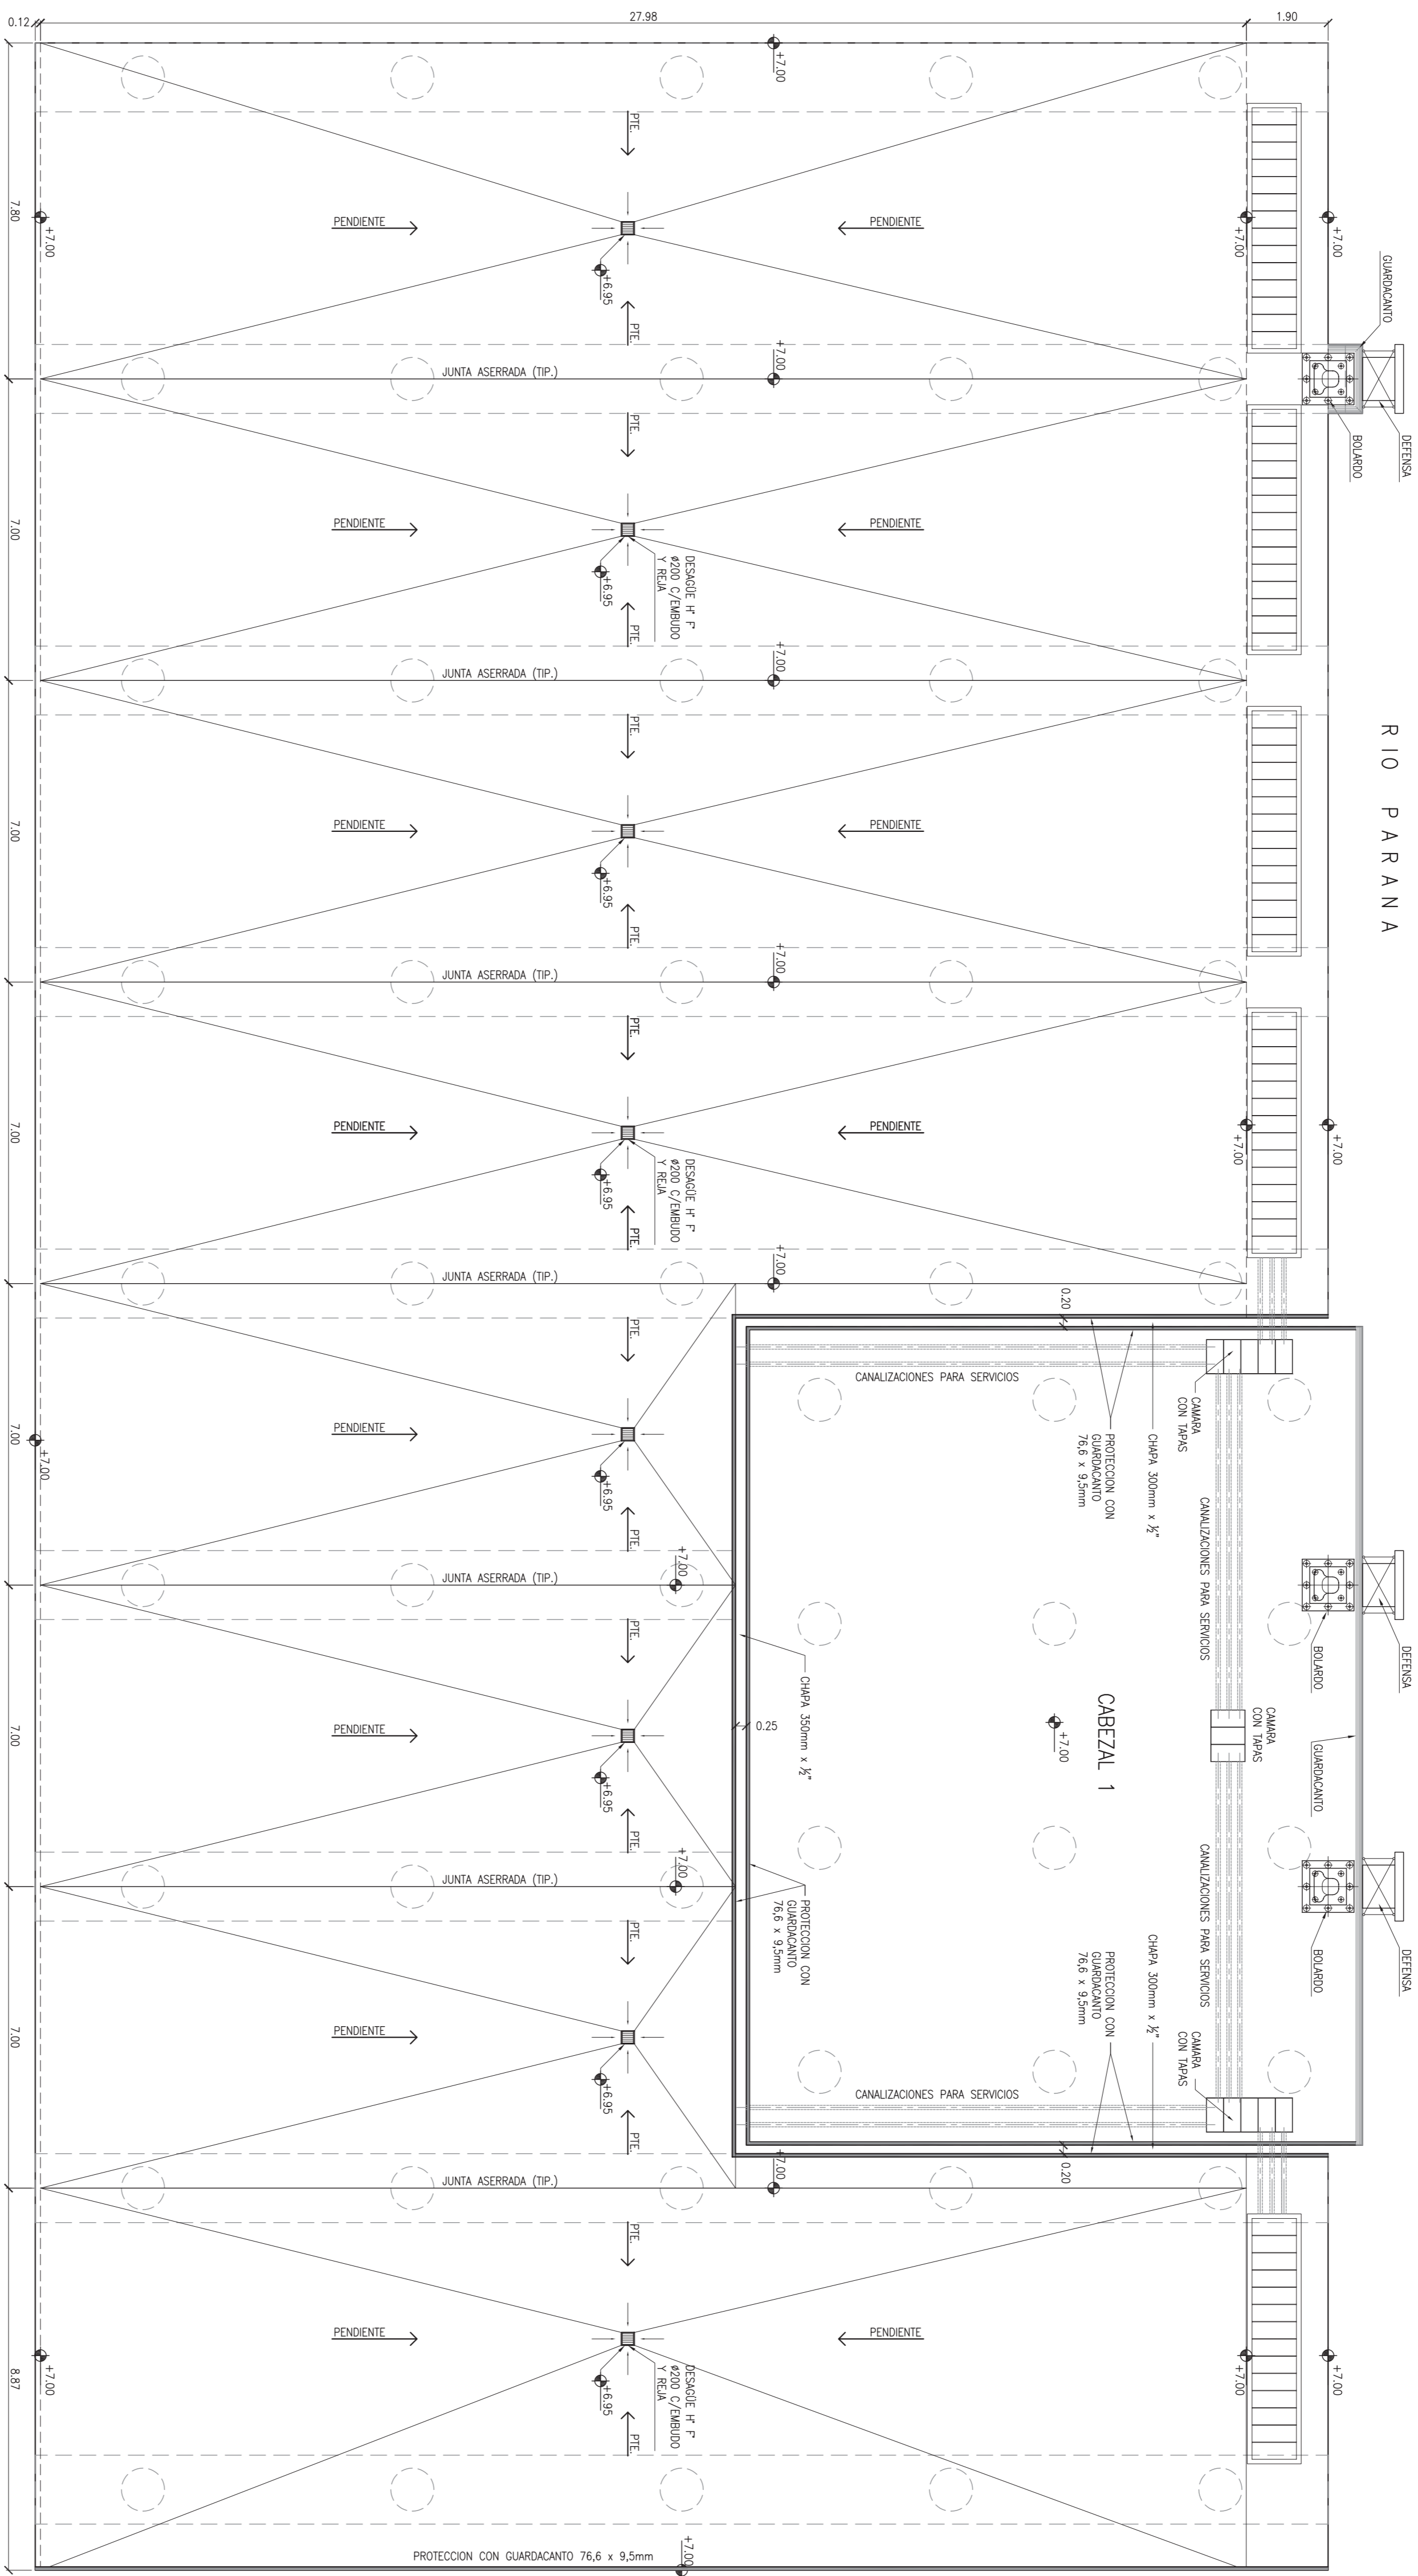 0.12
27.98
1.90
7.80
7.00
7.00
7.00
7.00
7.00
7.00
8.87
RIO PARANA
+7.00
PTE.
PENDIENTE
PENDIENTE
+7.00
+7.00
+7.00
+6.95
PTE.
GUARDACANTO
DEFENSA
BOLARDO
JUNTA ASERRADA (TIP.)
+7.00
PTE.
PENDIENTE
PENDIENTE
DESAGÜE Hº Fº
Ø200 C/EMBUDO
Y REJA
+6.95
PTE.
JUNTA ASERRADA (TIP.)
+7.00
PTE.
PENDIENTE
PENDIENTE
+6.95
PTE.
JUNTA ASERRADA (TIP.)
+7.00
PTE.
PENDIENTE
PENDIENTE
+7.00
+7.00
DESAGÜE Hº Fº
Ø200 C/EMBUDO
Y REJA
+6.95
PTE.
JUNTA ASERRADA (TIP.)
+7.00
0.20
PTE.
CANALIZACIONES PARA SERVICIOS
CAMARA
CON TAPAS
CHAPA 300mm x ½"
PROTECCION CON
GUARDACANTO
76,6 x 9,5mm
PENDIENTE
+7.00
+6.95
PTE.
CANALIZACIONES PARA SERVICIOS
JUNTA ASERRADA (TIP.)
+7.00
DEFENSA
BOLARDO
PTE.
CHAPA 350mm x ½"
0.25
CABEZAL 1
+7.00
CAMARA
CON TAPAS
GUARDACANTO
PENDIENTE
+6.95
PTE.
JUNTA ASERRADA (TIP.)
+7.00
PROTECCION CON
GUARDACANTO
76,6 x 9,5mm
CANALIZACIONES PARA SERVICIOS
DEFENSA
BOLARDO
PTE.
CHAPA 300mm x ½"
PROTECCION CON
GUARDACANTO
76,6 x 9,5mm
CAMARA
CON TAPAS
PENDIENTE
+6.95
PTE.
CANALIZACIONES PARA SERVICIOS
0.20
JUNTA ASERRADA (TIP.)
+7.00
PTE.
PENDIENTE
PENDIENTE
+7.00
+7.00
+7.00
DESAGÜE Hº Fº
Ø200 C/EMBUDO
Y REJA
+6.95
PTE.
PROTECCION CON GUARDACANTO 76,6 x 9,5mm
+7.00